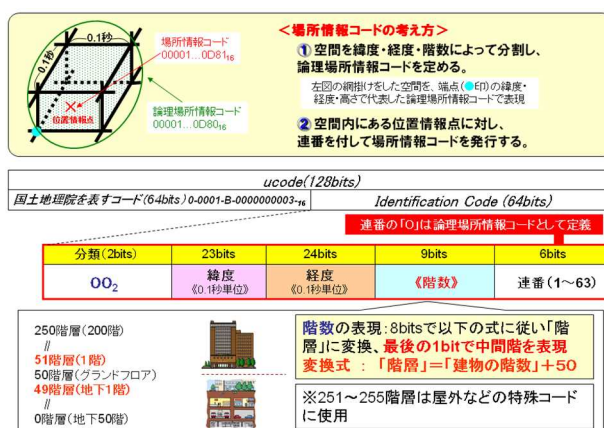 0.1秒
0.1秒
場所情報コード
00001…0D81₁₆
位置情報点
論理場所情報コード
00001…0D80₁₆
<場所情報コードの考え方>
① 空間を緯度・経度・階数によって分割し、
論理場所情報コードを定める。
左図の網掛けをした空間を、端点(●印)の緯度・
経度・高さで代表した論理場所情報コードで表現
② 空間内にある位置情報点に対し、
連番を付して場所情報コードを発行する。
ucode(128bits)
国土地理院を表すコード(64bits) 0-0001-B-0000000003-₁₆
Identification Code (64bits)
連番の「0」は論理場所情報コードとして定義
分類(2bits) 23bits 24bits 9bits 6bits
00₂ 緯度 経度 《階数》 連番(1~63)
《0.1秒単位》 《0.1秒単位》
250階層(200階)
〃
51階層(1階)
50階層(グランドフロア)
49階層(地下1階)
〃
0階層(地下50階)
階数の表現:8bitsで以下の式に従い「階
層」に変換、最後の1bitで中間階を表現
変換式 : 「階層」=「建物の階数」+50
※251~255階層は屋外などの特殊コード
に使用